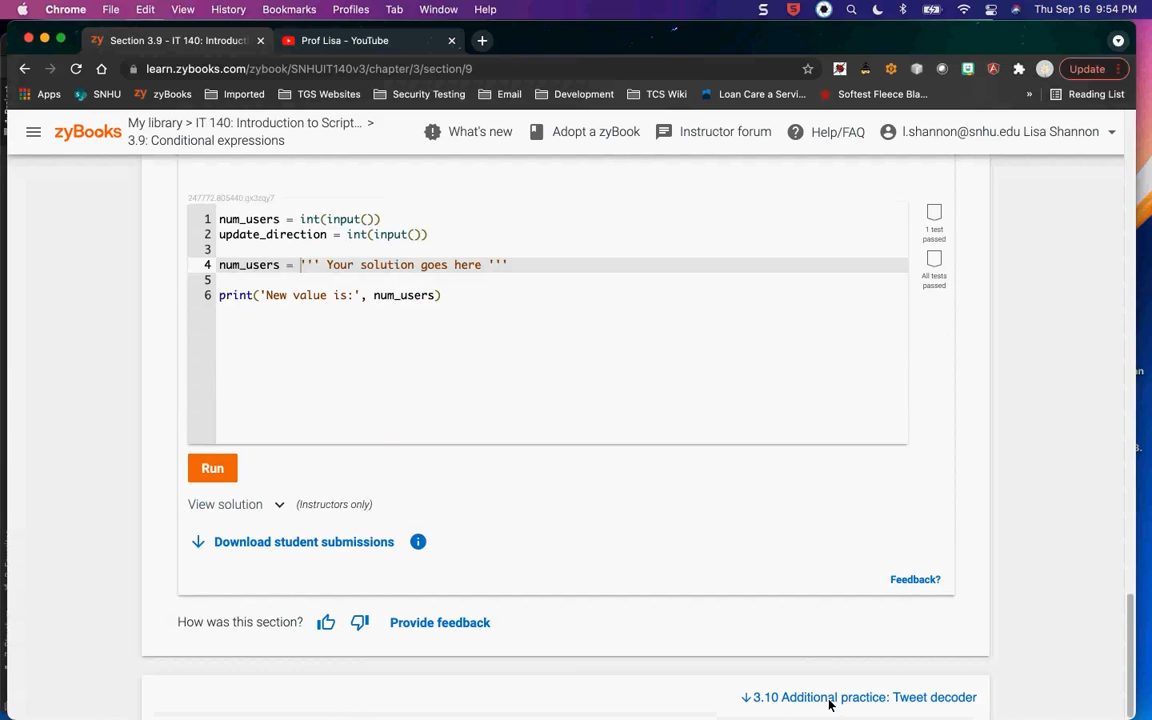 Chrome File Edit View History Bookmarks Profiles Tab Window Help Thu Sep 16 9:54 PM
Section 3.9 - IT 140: Introducti Prof Lisa - YouTube
learn.zybooks.com/zybook/SNHUIT140v3/chapter/3/section/9 Update
Apps SNHU zyBooks Imported TGS Websites Security Testing Email Development TCS Wiki Loan Care a Servi... Softest Fleece Bla... » Reading List
zyBooks My library > IT 140: Introduction to Script... > What's new Adopt a zyBook Instructor forum Help/FAQ l.shannon@snhu.edu Lisa Shannon
3.9: Conditional expressions
247772.805440.qx3zqy7
1 num_users = int(input())
2 update_direction = int(input())
3
4 num_users = ''' Your solution goes here '''
5
6 print('New value is:', num_users)
1 test
passed
All tests
passed
Run
View solution (Instructors only)
Download student submissions
Feedback?
How was this section? Provide feedback
3.10 Additional practice: Tweet decoder